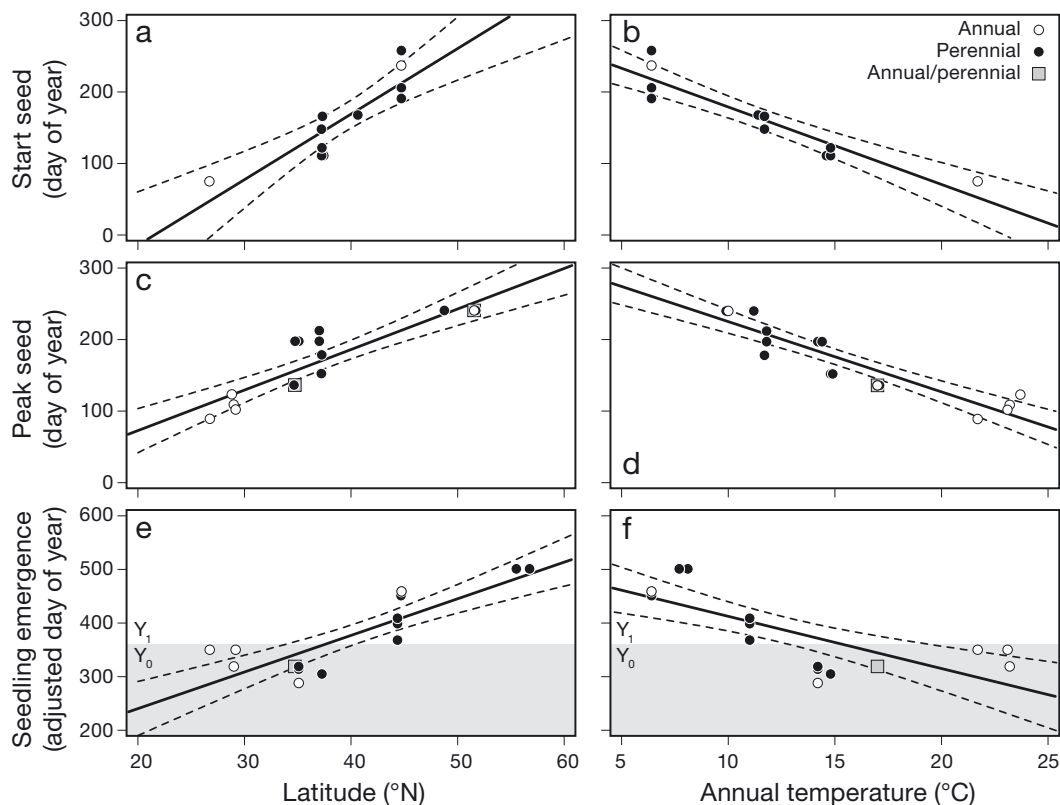 a
300
200
100
0
Start seed
(day of year)
b
Annual
Perennial
Annual/perennial
c
300
200
100
0
Peak seed
(day of year)
d
e
600
500
400
300
200
Seedling emergence
(adjusted day of year)
Y1
Y0
20 30 40 50 60
Latitude (°N)
f
Y1
Y0
5 10 15 20 25
Annual temperature (°C)